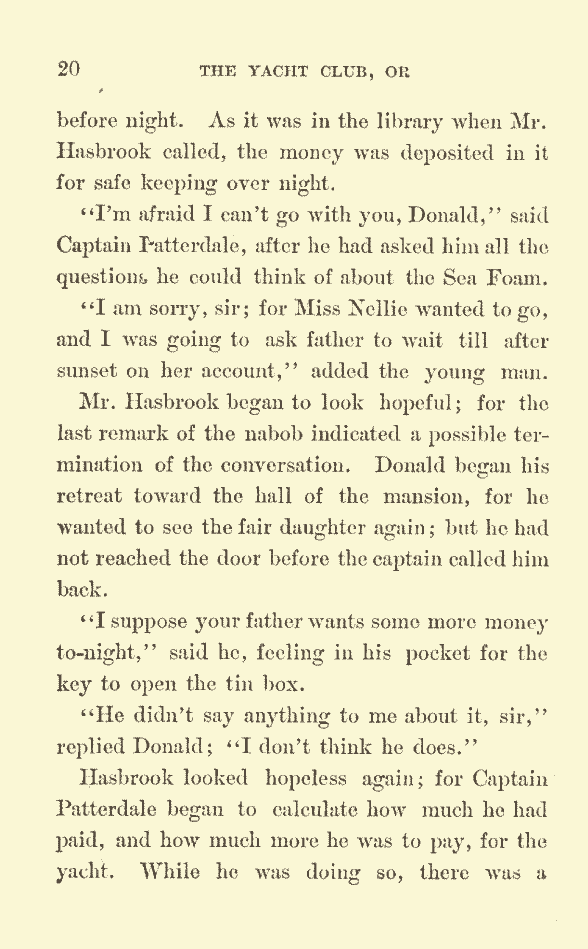 20 THE YACHT CLUB, OR
before night. As it was in the library when Mr.
Hasbrook called, the money was deposited in it
for safe keeping over night.
“I’m afraid I can’t go with you, Donald,” said
Captain Patterdale, after he had asked him all the
questions he could think of about the Sea Foam.
“I am sorry, sir; for Miss Nellie wanted to go,
and I was going to ask father to wait till after
sunset on her account,” added the young man.
Mr. Hasbrook began to look hopeful; for the
last remark of the nabob indicated a possible ter-
mination of the conversation. Donald began his
retreat toward the hall of the mansion, for he
wanted to see the fair daughter again; but he had
not reached the door before the captain called him
back.
“I suppose your father wants some more money
to-night,” said he, feeling in his pocket for the
key to open the tin box.
“He didn’t say anything to me about it, sir,”
replied Donald; “I don’t think he does.”
Hasbrook looked hopeless again; for Captain
Patterdale began to calculate how much he had
paid, and how much more he was to pay, for the
yacht. While he was doing so, there was a